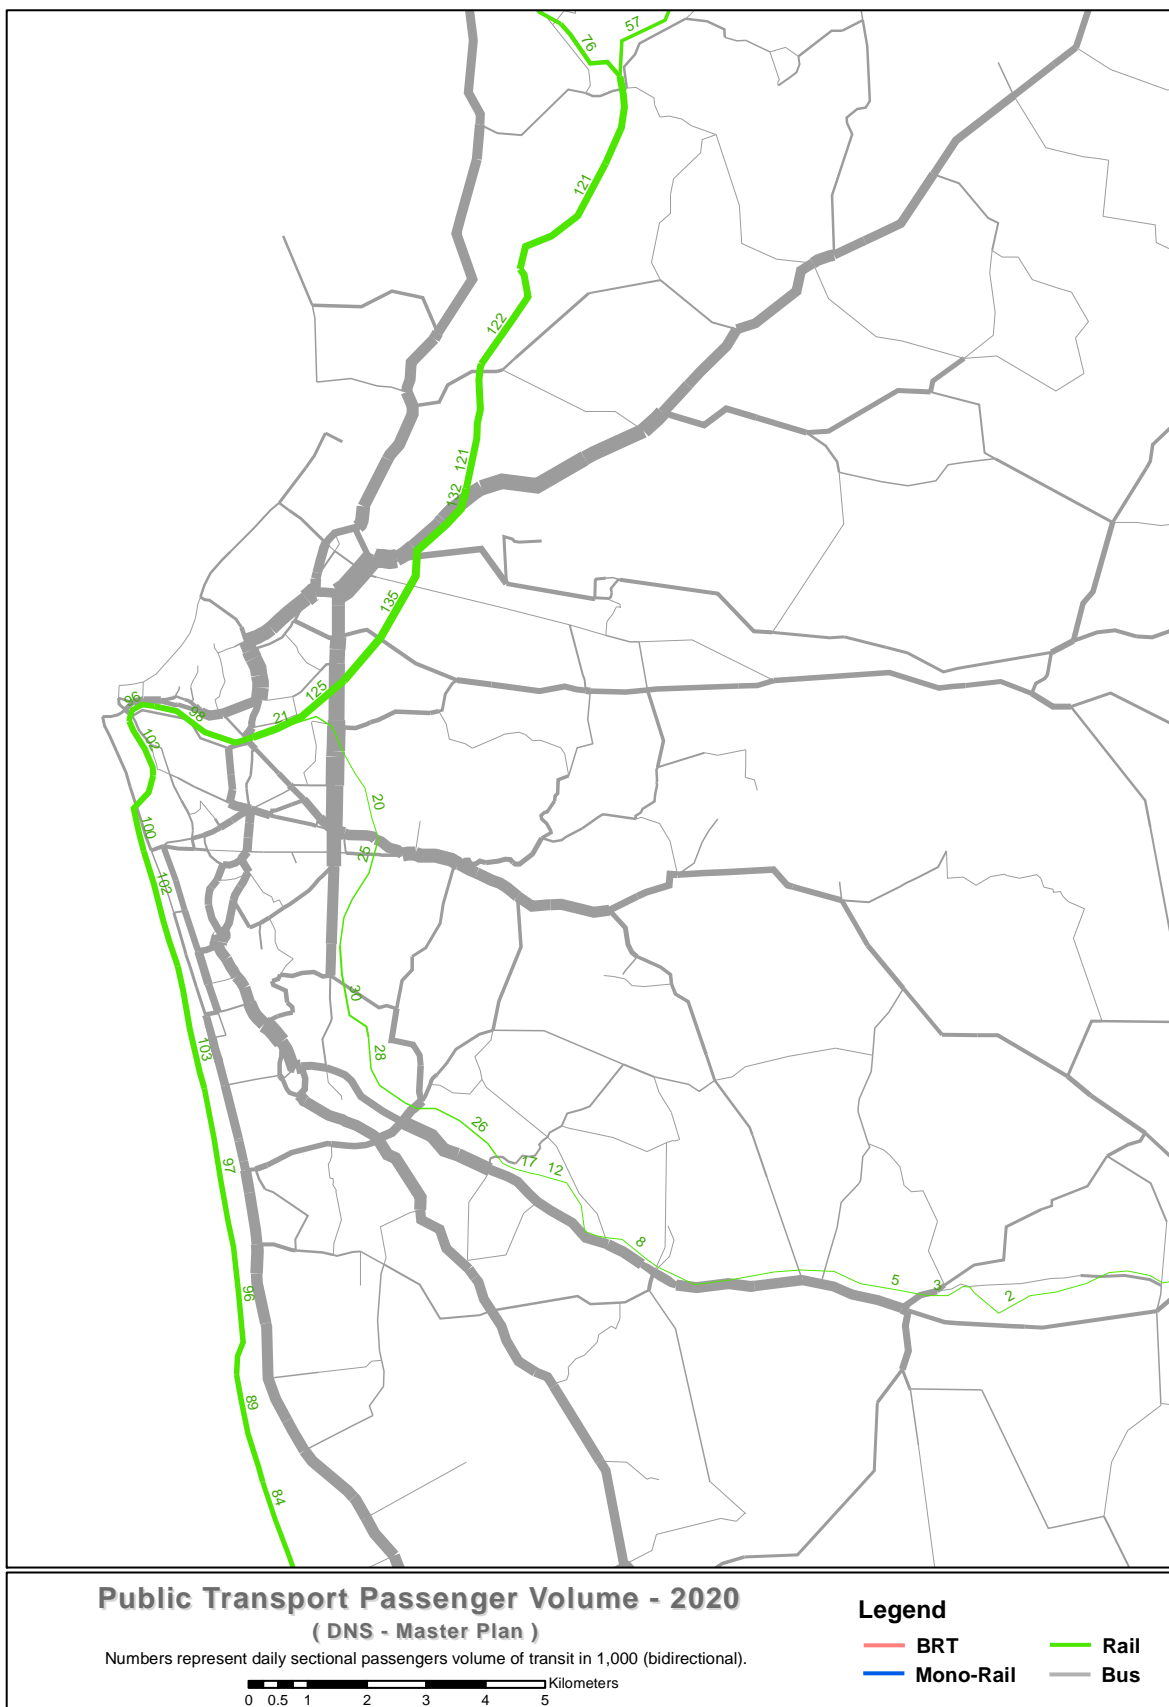 57
76
121
122
121
132
135
125
96
98
21
102
20
100
25
102
30
103
28
26
97
17 12
8
5
3
2
96
89
84
Public Transport Passenger Volume - 2020
( DNS - Master Plan )
Numbers represent daily sectional passengers volume of transit in 1,000 (bidirectional).
Kilometers
0 0.5 1 2 3 4 5
Legend
BRT
Rail
Mono-Rail
Bus